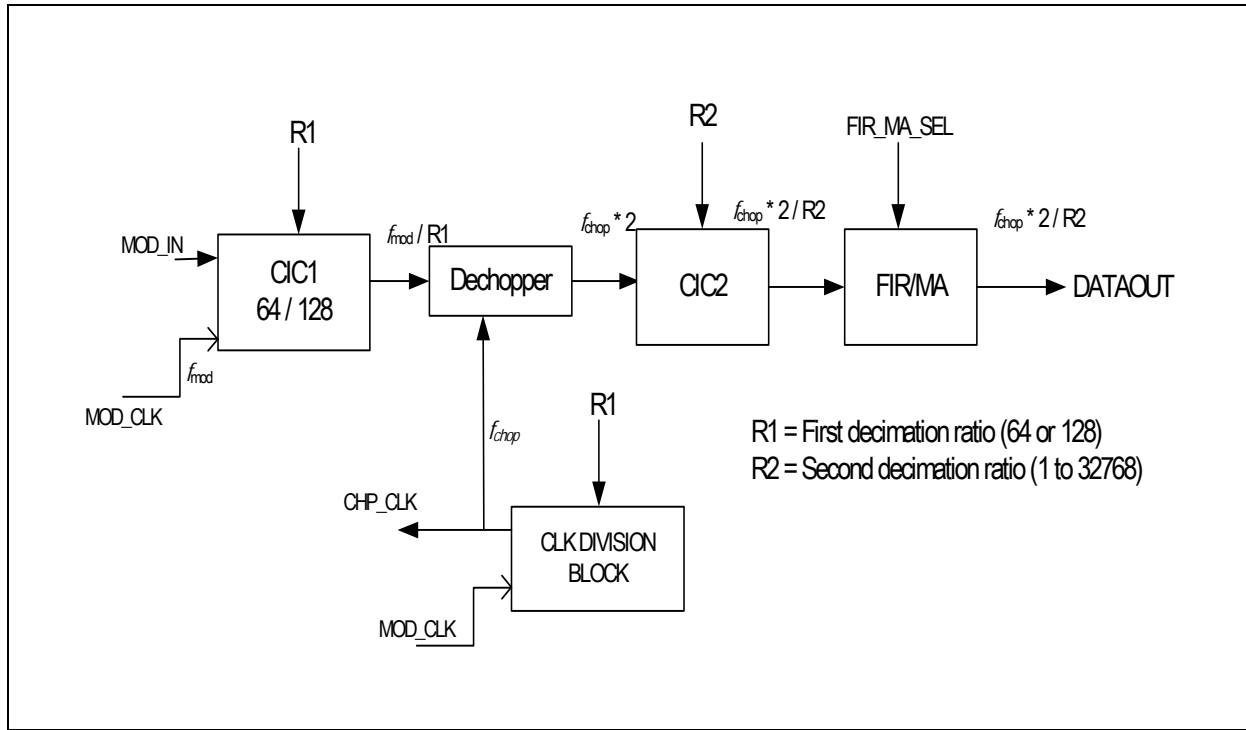 R1
R2
FIR_MA_SEL
MOD_IN
CIC1
64 / 128
fmod / R1
Dechopper
fchop * 2
CIC2
fchop * 2 / R2
FIR/MA
fchop * 2 / R2
DATAOUT
fmod
MOD_CLK
fchop
R1
R1 = First decimation ratio (64 or 128)
R2 = Second decimation ratio (1 to 32768)
CHP_CLK
CLK DIVISION
BLOCK
MOD_CLK